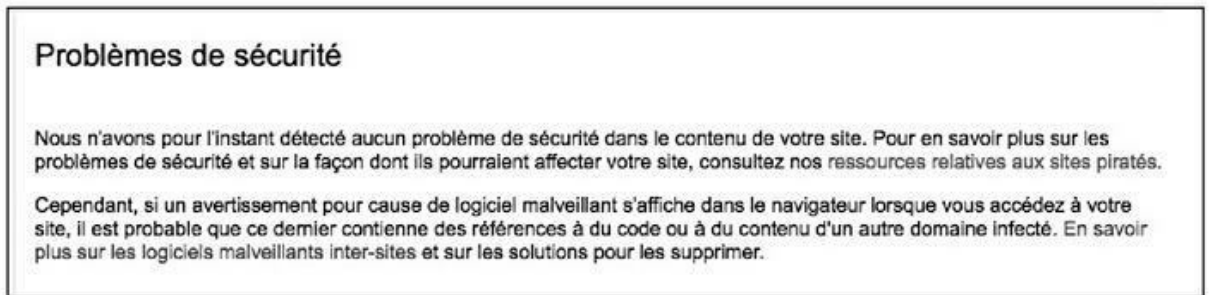 Problèmes de sécurité
Nous n'avons pour l'instant détecté aucun problème de sécurité dans le contenu de votre site. Pour en savoir plus sur les
problèmes de sécurité et sur la façon dont ils pourraient affecter votre site, consultez nos ressources relatives aux sites piratés.
Cependant, si un avertissement pour cause de logiciel malveillant s'affiche dans le navigateur lorsque vous accédez à votre
site, il est probable que ce dernier contienne des références à du code ou à du contenu d'un autre domaine infecté. En savoir
plus sur les logiciels malveillants inter-sites et sur les solutions pour les supprimer.